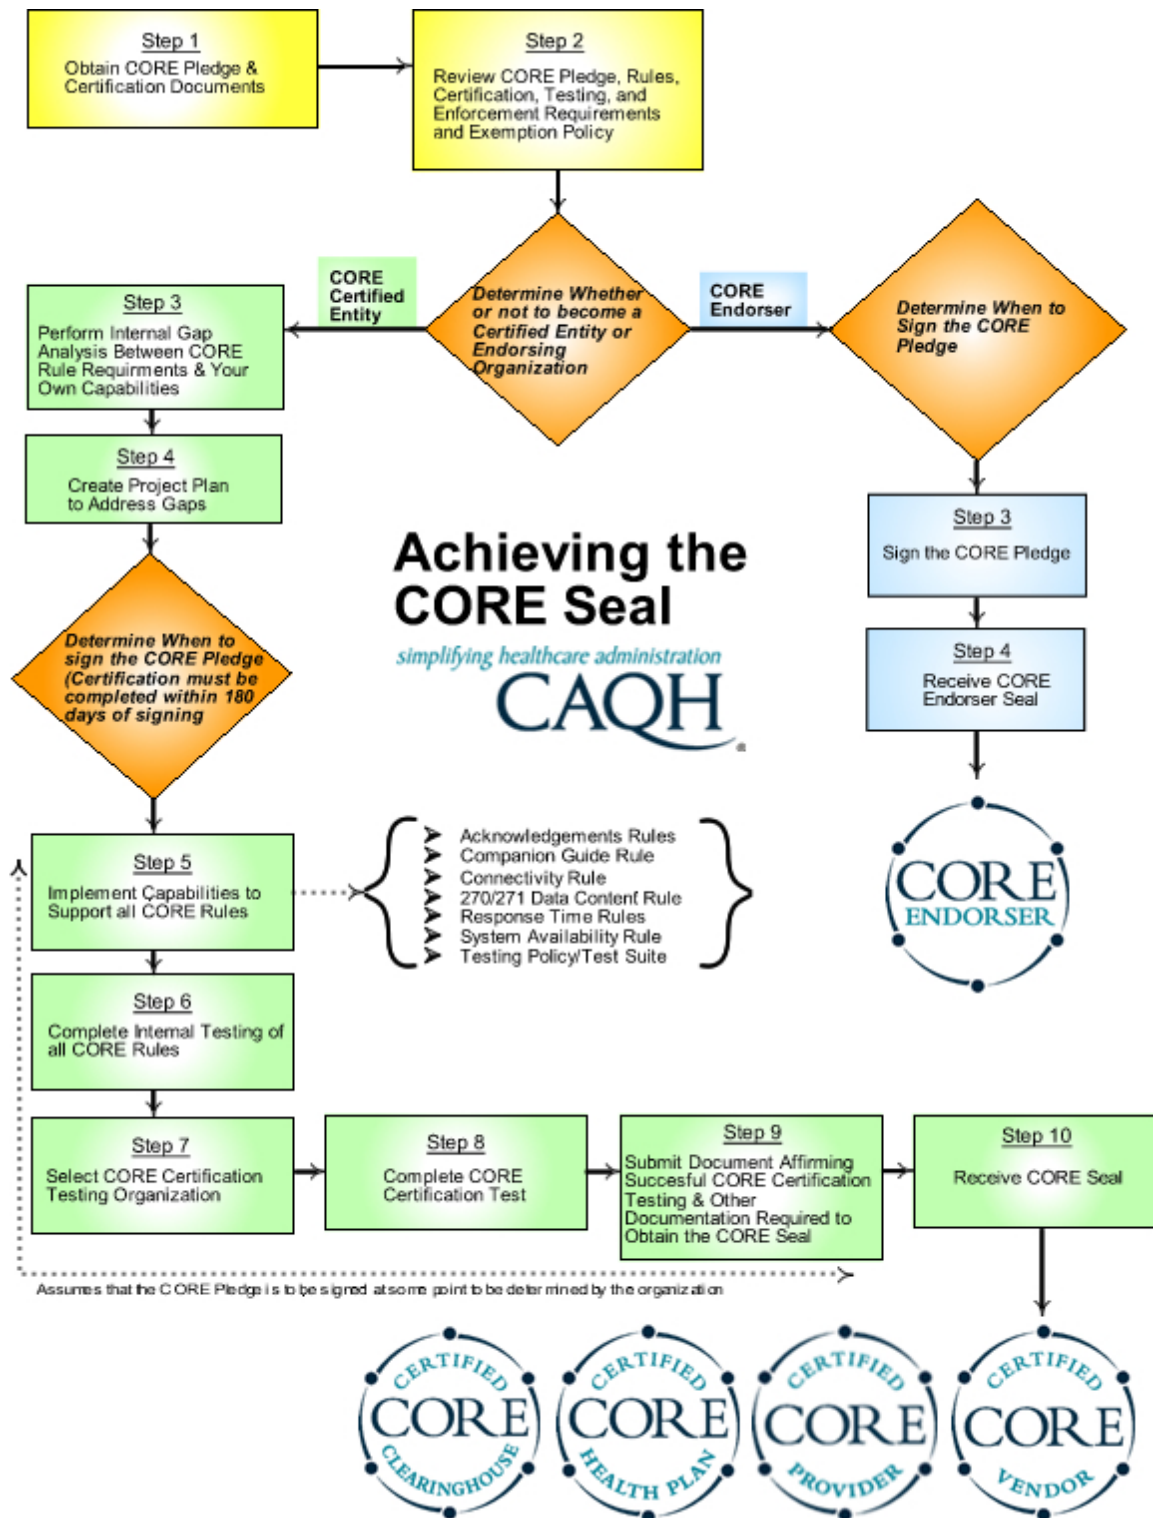 Step 1
Obtain CORE Pledge &
Certification Documents
Step 2
Review CORE Pledge, Rules,
Certification, Testing, and
Enforcement Requirements
and Exemption Policy
CORE
Certified
Entity
Determine Whether
or not to become a
Certified Entity or
Endorsing
Organization
CORE
Endorser
Determine When to
Sign the CORE
Pledge
Step 3
Perform Internal Gap
Analysis Between CORE
Rule Requirments & Your
Own Capabilities
Step 4
Create Project Plan
to Address Gaps
Determine When to
sign the CORE Pledge
(Certification must be
completed within 180
days of signing
Achieving the
CORE Seal
simplifying healthcare administration
CAQH
®
Step 3
Sign the CORE Pledge
Step 4
Receive CORE
Endorser Seal
CORE
ENDORSER
Step 5
Implement Capabilities to
Support all CORE Rules
Acknowledgements Rules
Companion Guide Rule
Connectivity Rule
270/271 Data Content Rule
Response Time Rules
System Availability Rule
Testing Policy/Test Suite
Step 6
Complete Internal Testing of
all CORE Rules
Step 7
Select CORE Certification
Testing Organization
Step 8
Complete CORE
Certification Test
Step 9
Submit Document Affirming
Succesful CORE Certification
Testing & Other
Documentation Required to
Obtain the CORE Seal
Step 10
Receive CORE Seal
Assumes that the CORE Pledge is to be signed at some point to be determined by the organization
CERTIFIED
CORE
CLEARINGHOUSE
CERTIFIED
CORE
HEALTH PLAN
CERTIFIED
CORE
PROVIDER
CERTIFIED
CORE
VENDOR